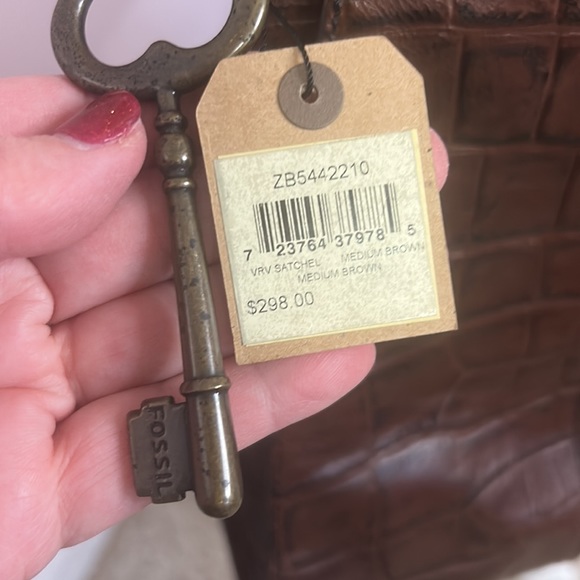 ZB5442210
7 23764 37978 5
VRV SATCHEL MEDIUM BROWN
MEDIUM BROWN
$298.00
FOSSIL